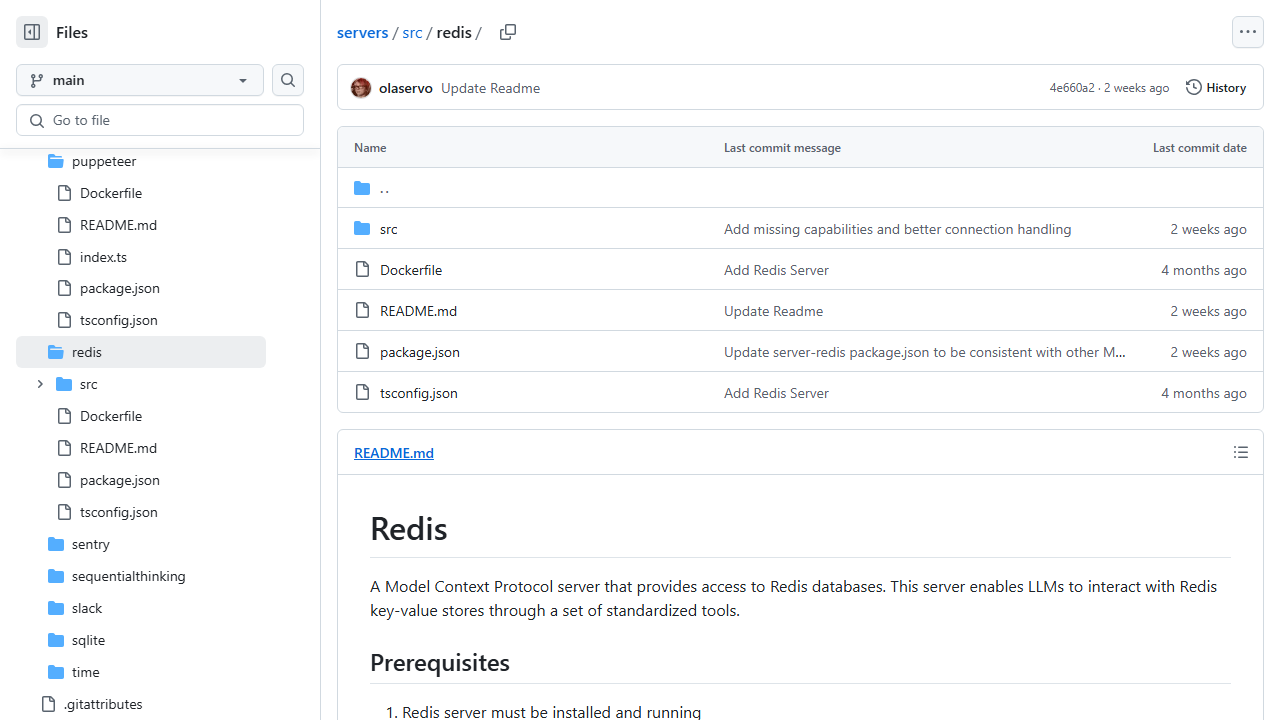 Files
main
Go to file
puppeteer
Dockerfile
README.md
index.ts
package.json
tsconfig.json
redis
src
Dockerfile
README.md
package.json
tsconfig.json
sentry
sequentialthinking
slack
sqlite
time
.gitattributes
servers / src / redis /
olaservo Update Readme 4e660a2 · 2 weeks ago History
Name Last commit message Last commit date
..
src Add missing capabilities and better connection handling 2 weeks ago
Dockerfile Add Redis Server 4 months ago
README.md Update Readme 2 weeks ago
package.json Update server-redis package.json to be consistent with other M... 2 weeks ago
tsconfig.json Add Redis Server 4 months ago
README.md
Redis
A Model Context Protocol server that provides access to Redis databases. This server enables LLMs to interact with Redis
key-value stores through a set of standardized tools.
Prerequisites
1. Redis server must be installed and running